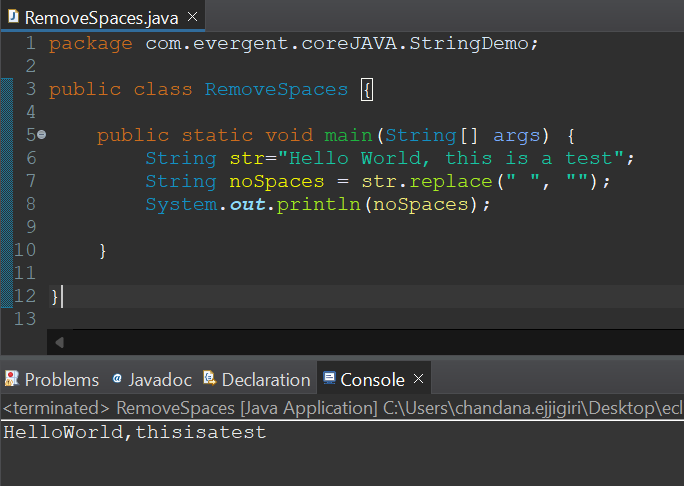 RemoveSpaces.java
1 package com.evergent.coreJAVA.StringDemo;
2
3 public class RemoveSpaces {
4
5 public static void main(String[] args) {
6 String str="Hello World, this is a test";
7 String noSpaces = str.replace(" ", "");
8 System.out.println(noSpaces);
9
10 }
11
12 }
13
Problems @ Javadoc Declaration Console
<terminated> RemoveSpaces [Java Application] C:\Users\chandana.ejjigiri\Desktop\ecl
HelloWorld,thisisatest